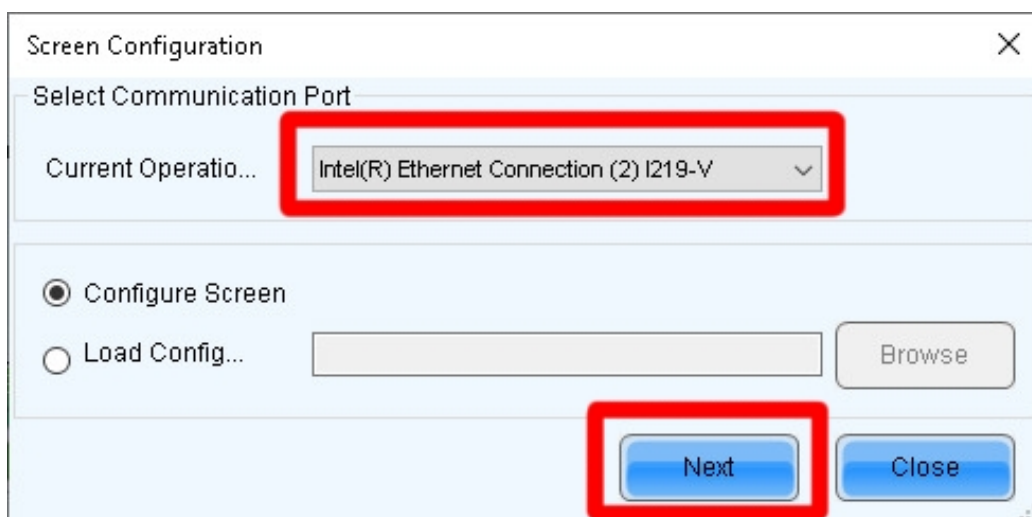 Screen Configuration
Select Communication Port
Current Operatio...
Intel(R) Ethernet Connection (2) I219-V
Configure Screen
Load Config...
Browse
Next
Close